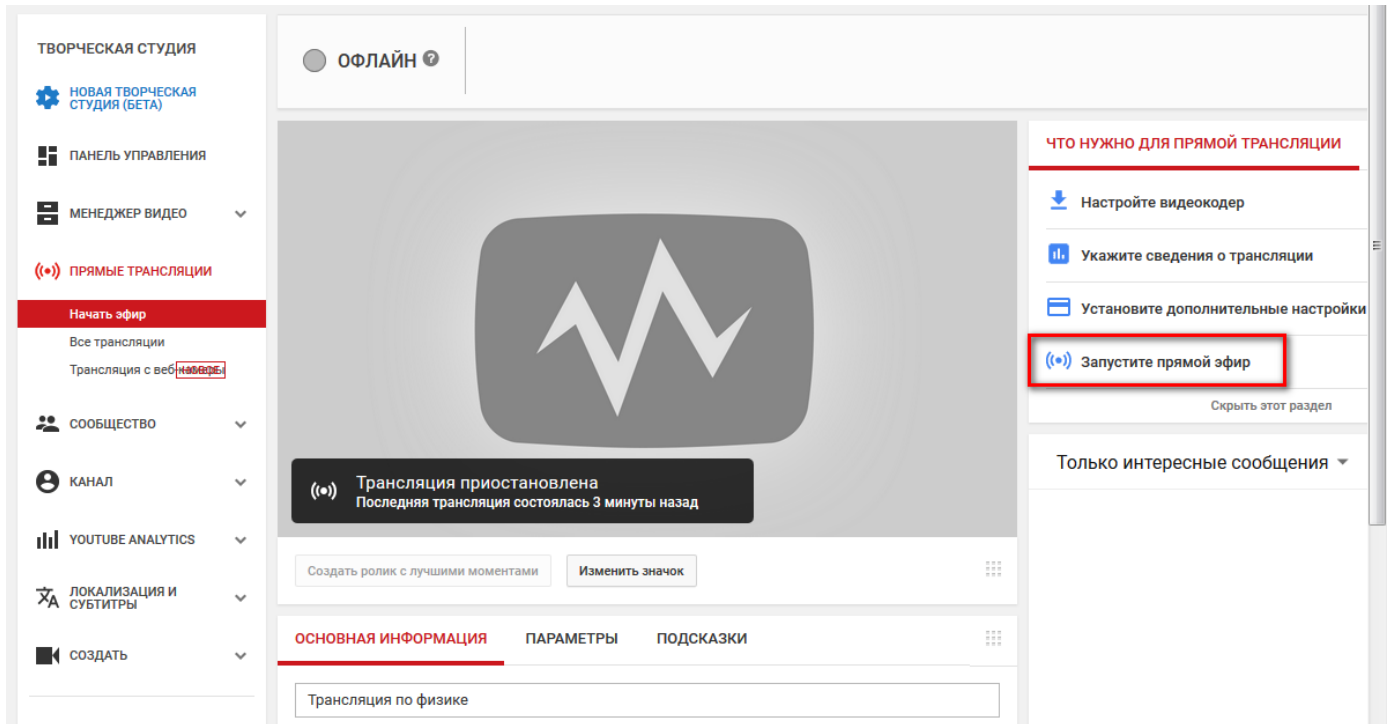 ТВОРЧЕСКАЯ СТУДИЯ
НОВАЯ ТВОРЧЕСКАЯ
СТУДИЯ (БЕТА)
ПАНЕЛЬ УПРАВЛЕНИЯ
МЕНЕДЖЕР ВИДЕО
ПРЯМЫЕ ТРАНСЛЯЦИИ
Начать эфир
Все трансляции
Трансляция с веб-
СООБЩЕСТВО
КАНАЛ
YOUTUBE ANALYTICS
ЛОКАЛИЗАЦИЯ И
СУБТИТРЫ
СОЗДАТЬ
ОФЛАЙН ?
Трансляция приостановлена
Последняя трансляция состоялась 3 минуты назад
Создать ролик с лучшими моментами
Изменить значок
ОСНОВНАЯ ИНФОРМАЦИЯ ПАРАМЕТРЫ ПОДСКАЗКИ
Трансляция по физике
ЧТО НУЖНО ДЛЯ ПРЯМОЙ ТРАНСЛЯЦИИ
Настройте видеокодер
Укажите сведения о трансляции
Установите дополнительные настройки
Запустите прямой эфир
Скрыть этот раздел
Только интересные сообщения